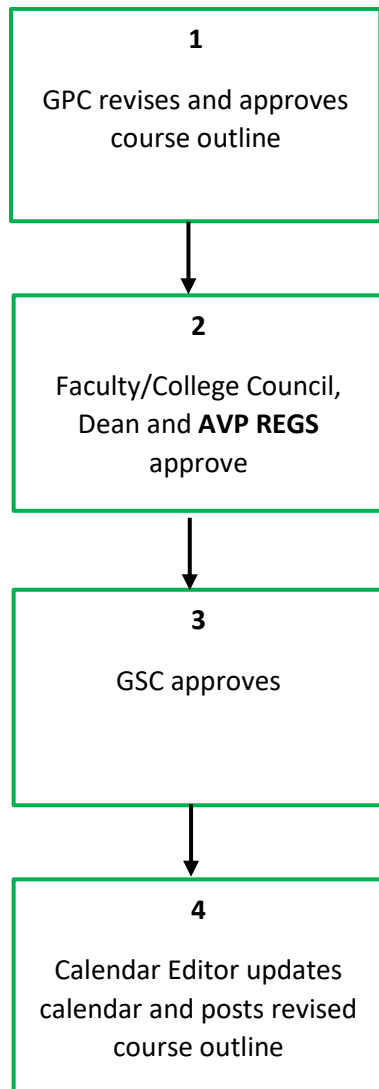 1
GPC revises and approves
course outline
2
Faculty/College Council,
Dean and AVP REGS
approve
3
GSC approves
4
Calendar Editor updates
calendar and posts revised
course outline